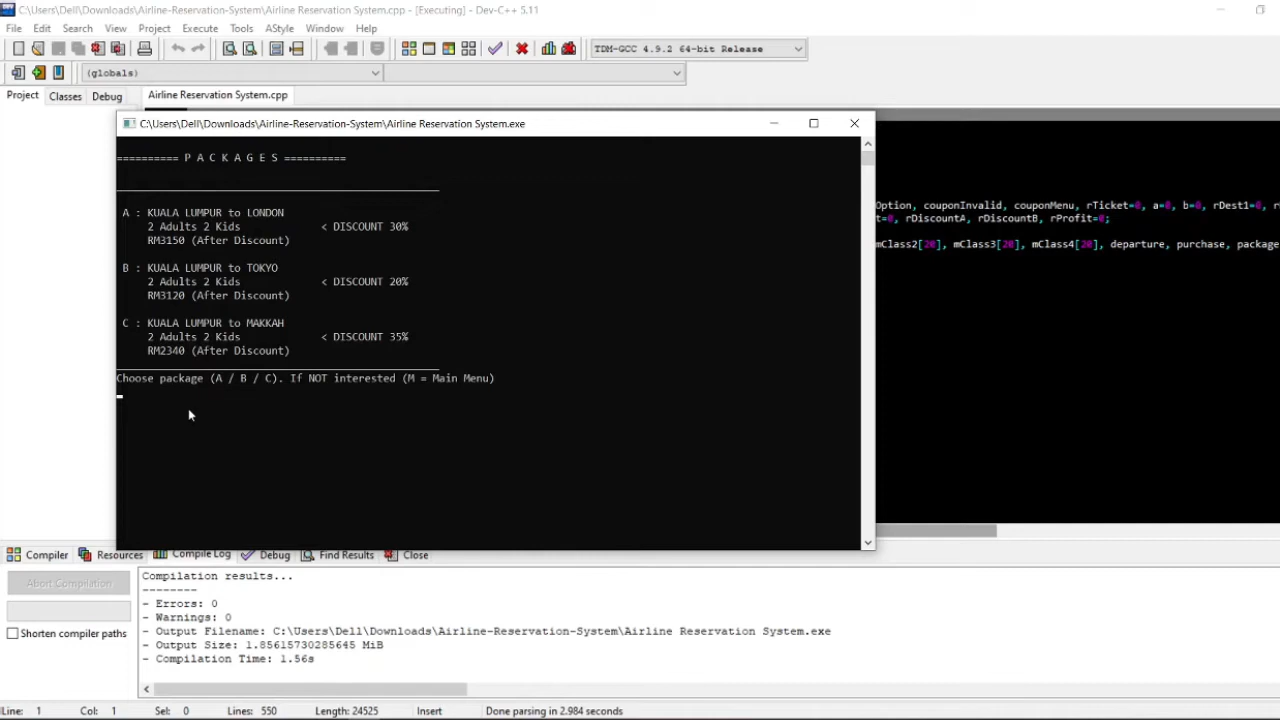 C:\Users\Dell\Downloads\Airline-Reservation-System\Airline Reservation System.cpp - [Executing] - Dev-C++ 5.11
File Edit Search View Project Execute Tools AStyle Window Help
TDM-GCC 4.9.2 64-bit Release
(globals)
Project Classes Debug Airline Reservation System.cpp
C:\Users\Dell\Downloads\Airline-Reservation-System\Airline Reservation System.exe
========== P A C K A G E S ==========
A : KUALA LUMPUR to LONDON
Option, couponInvalid, couponMenu, rTicket=0, a=0, b=0, rDest1=0, r
2 Adults 2 Kids < DISCOUNT 30%
t=0, rDiscountA, rDiscountB, rProfit=0;
RM3150 (After Discount)
mClass2[20], mClass3[20], mClass4[20], departure, purchase, package
B : KUALA LUMPUR to TOKYO
2 Adults 2 Kids < DISCOUNT 20%
RM3120 (After Discount)
C : KUALA LUMPUR to MAKKAH
2 Adults 2 Kids < DISCOUNT 35%
RM2340 (After Discount)
Choose package (A / B / C). If NOT interested (M = Main Menu)
Compiler Resources Compile Log Debug Find Results Close
Abort Compilation
Shorten compiler paths
Compilation results...
--------
- Errors: 0
- Warnings: 0
- Output Filename: C:\Users\Dell\Downloads\Airline-Reservation-System\Airline Reservation System.exe
- Output Size: 1.85615730285645 MiB
- Compilation Time: 1.56s
Line: 1 Col: 1 Sel: 0 Lines: 550 Length: 24525 Insert Done parsing in 2.984 seconds